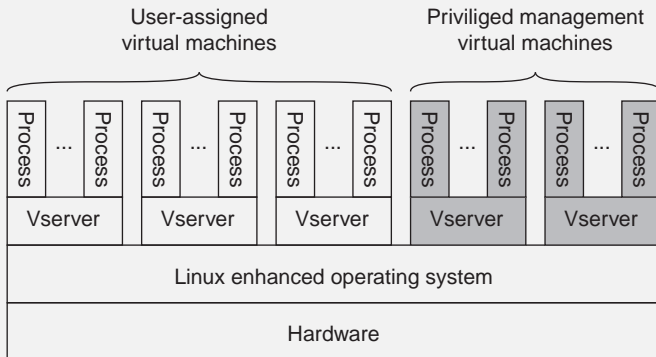 User-assigned
virtual machines
Priviliged management
virtual machines
Process ... Process Process ... Process Process ... Process Process ... Process Process ... Process
Vserver Vserver Vserver Vserver Vserver
Linux enhanced operating system
Hardware